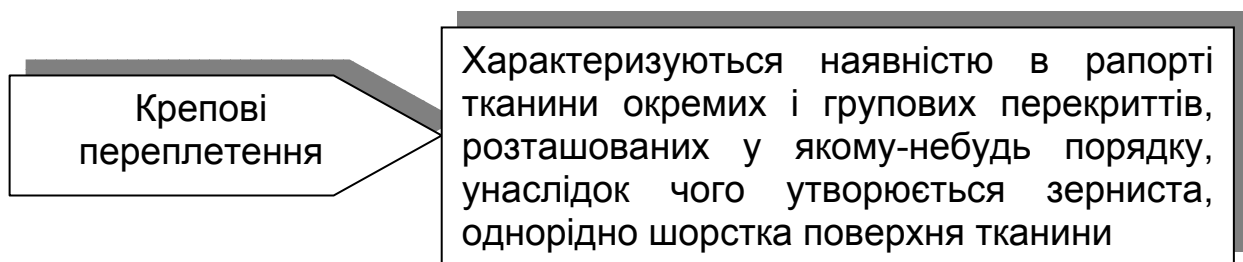 Крепові
переплетення
Характеризуються наявністю в рапорті
тканини окремих і групових перекриттів,
розташованих у якому-небудь порядку,
унаслідок чого утворюється зерниста,
однорідно шорстка поверхня тканини